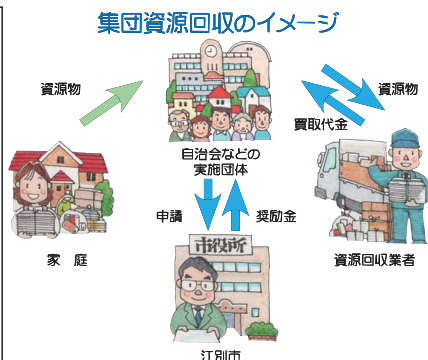 集団資源回収のイメージ
資源物
資源物
買取代金
自治会などの
実施団体
申請
奨励金
市役所
家 庭
資源回収業者
江別市